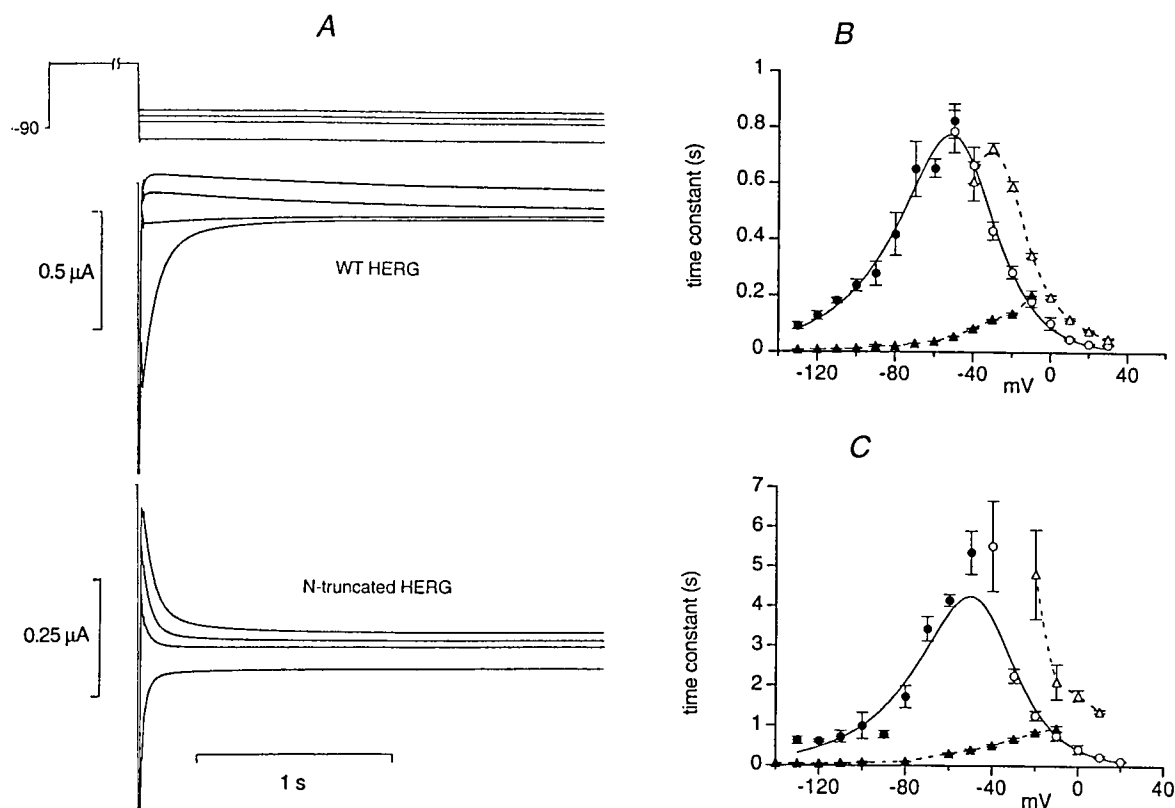 A
-90
WT HERG
0.5 µA
N-truncated HERG
0.25 µA
1 s
B
1
0.8
0.6
0.4
0.2
0
time constant (s)
-120 -80 -40 0 40
mV
C
7
6
5
4
3
2
1
0
time constant (s)
-120 -80 -40 0 40
mV